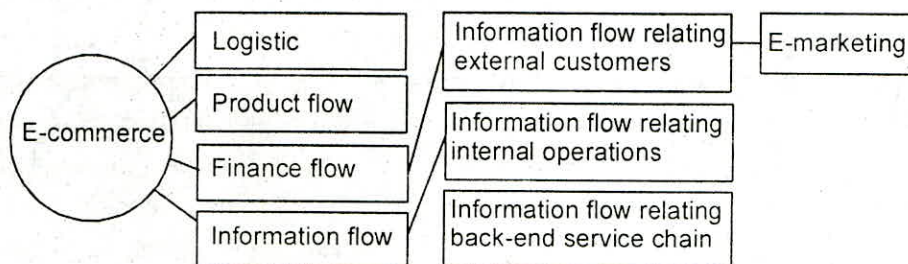 E-commerce
Logistic
Product flow
Finance flow
Information flow
Information flow relating
external customers
Information flow relating
internal operations
Information flow relating
back-end service chain
E-marketing